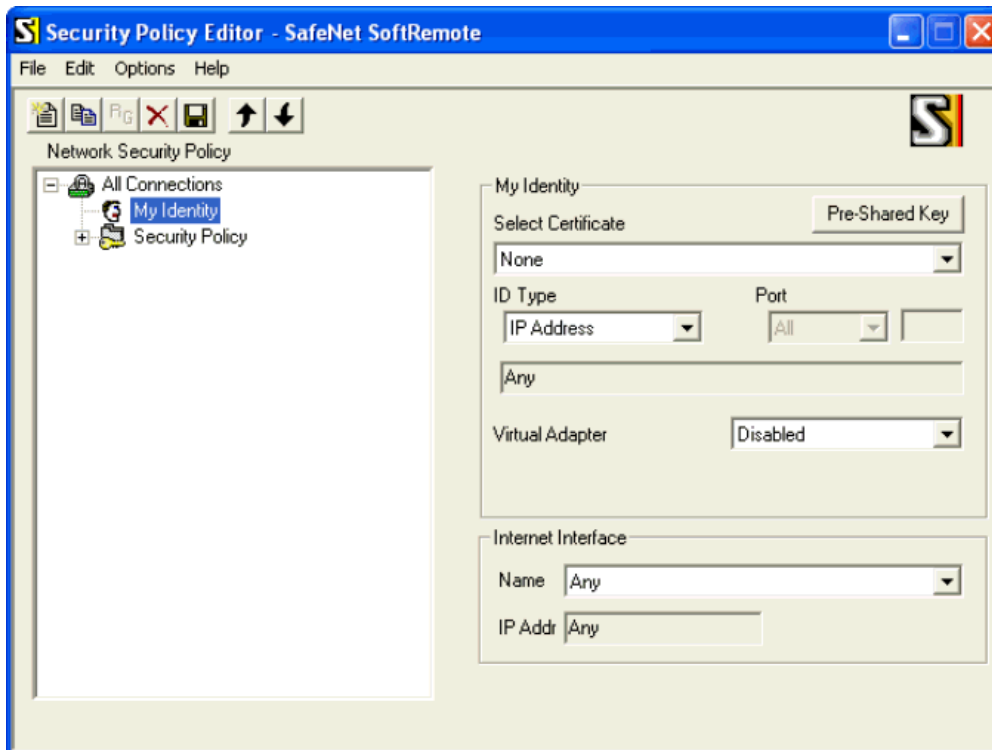 Security Policy Editor - SafeNet SoftRemote
File Edit Options Help
RG
Network Security Policy
All Connections
My Identity
Security Policy
My Identity
Select Certificate
Pre-Shared Key
None
ID Type
Port
IP Address
All
Any
Virtual Adapter
Disabled
Internet Interface
Name
Any
IP Addr
Any